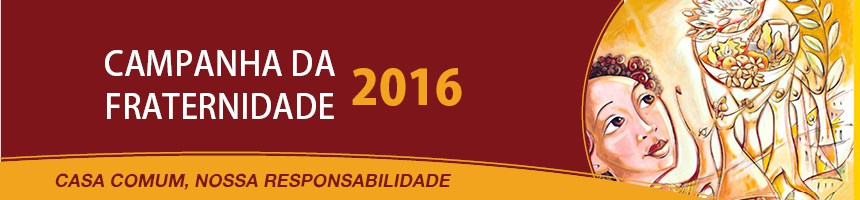 CAMPANHA DA
FRATERNIDADE 2016
CASA COMUM, NOSSA RESPONSABILIDADE